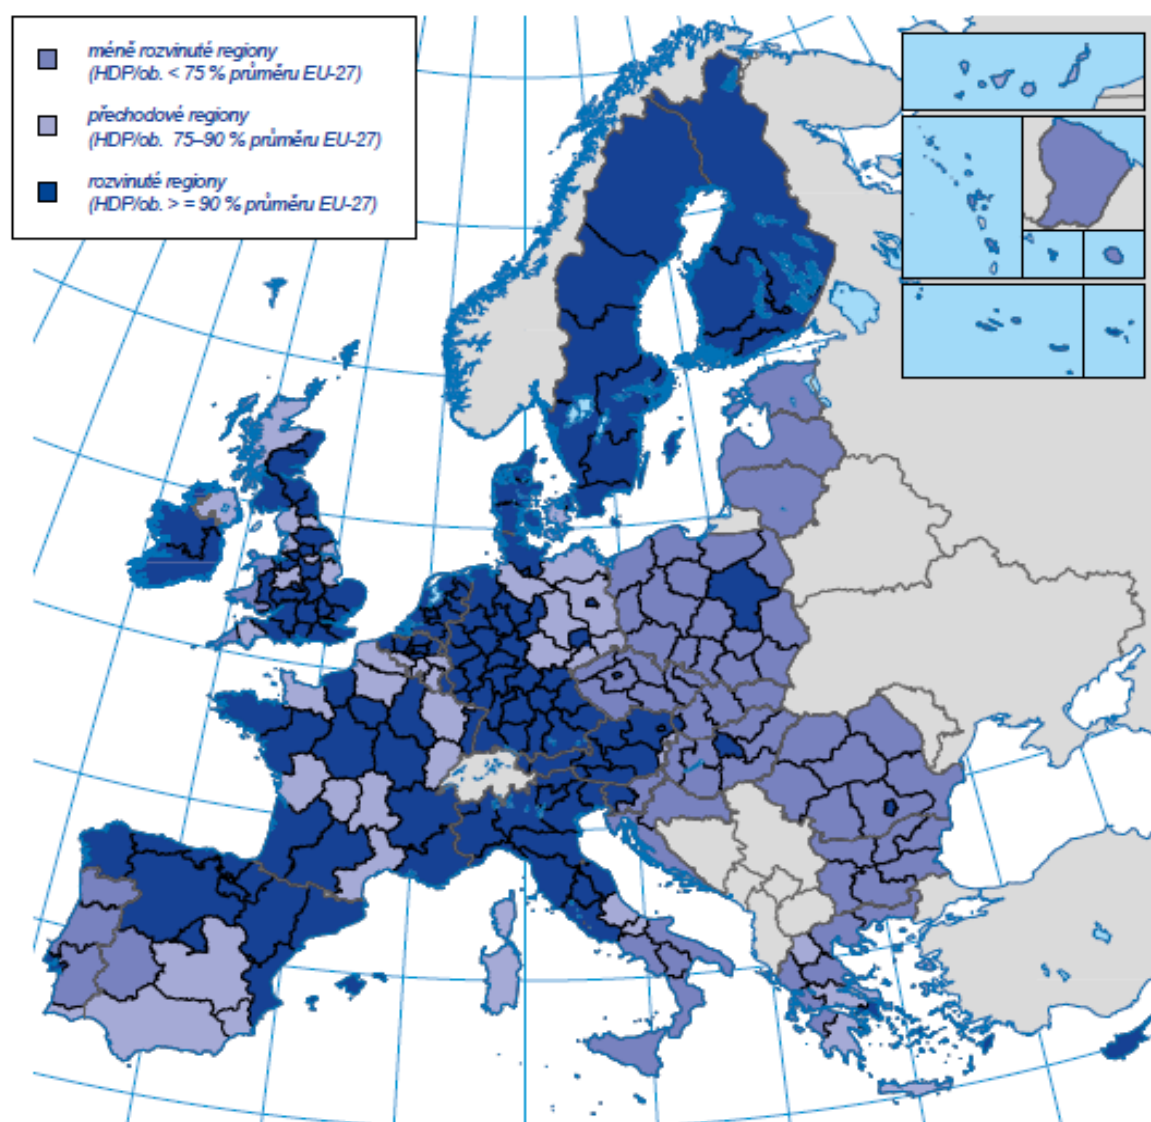 méně rozvinuté regiony
(HDP/ob. < 75 % průměru EU-27)
přechodové regiony
(HDP/ob. 75–90 % průměru EU-27)
rozvinuté regiony
(HDP/ob. > = 90 % průměru EU-27)